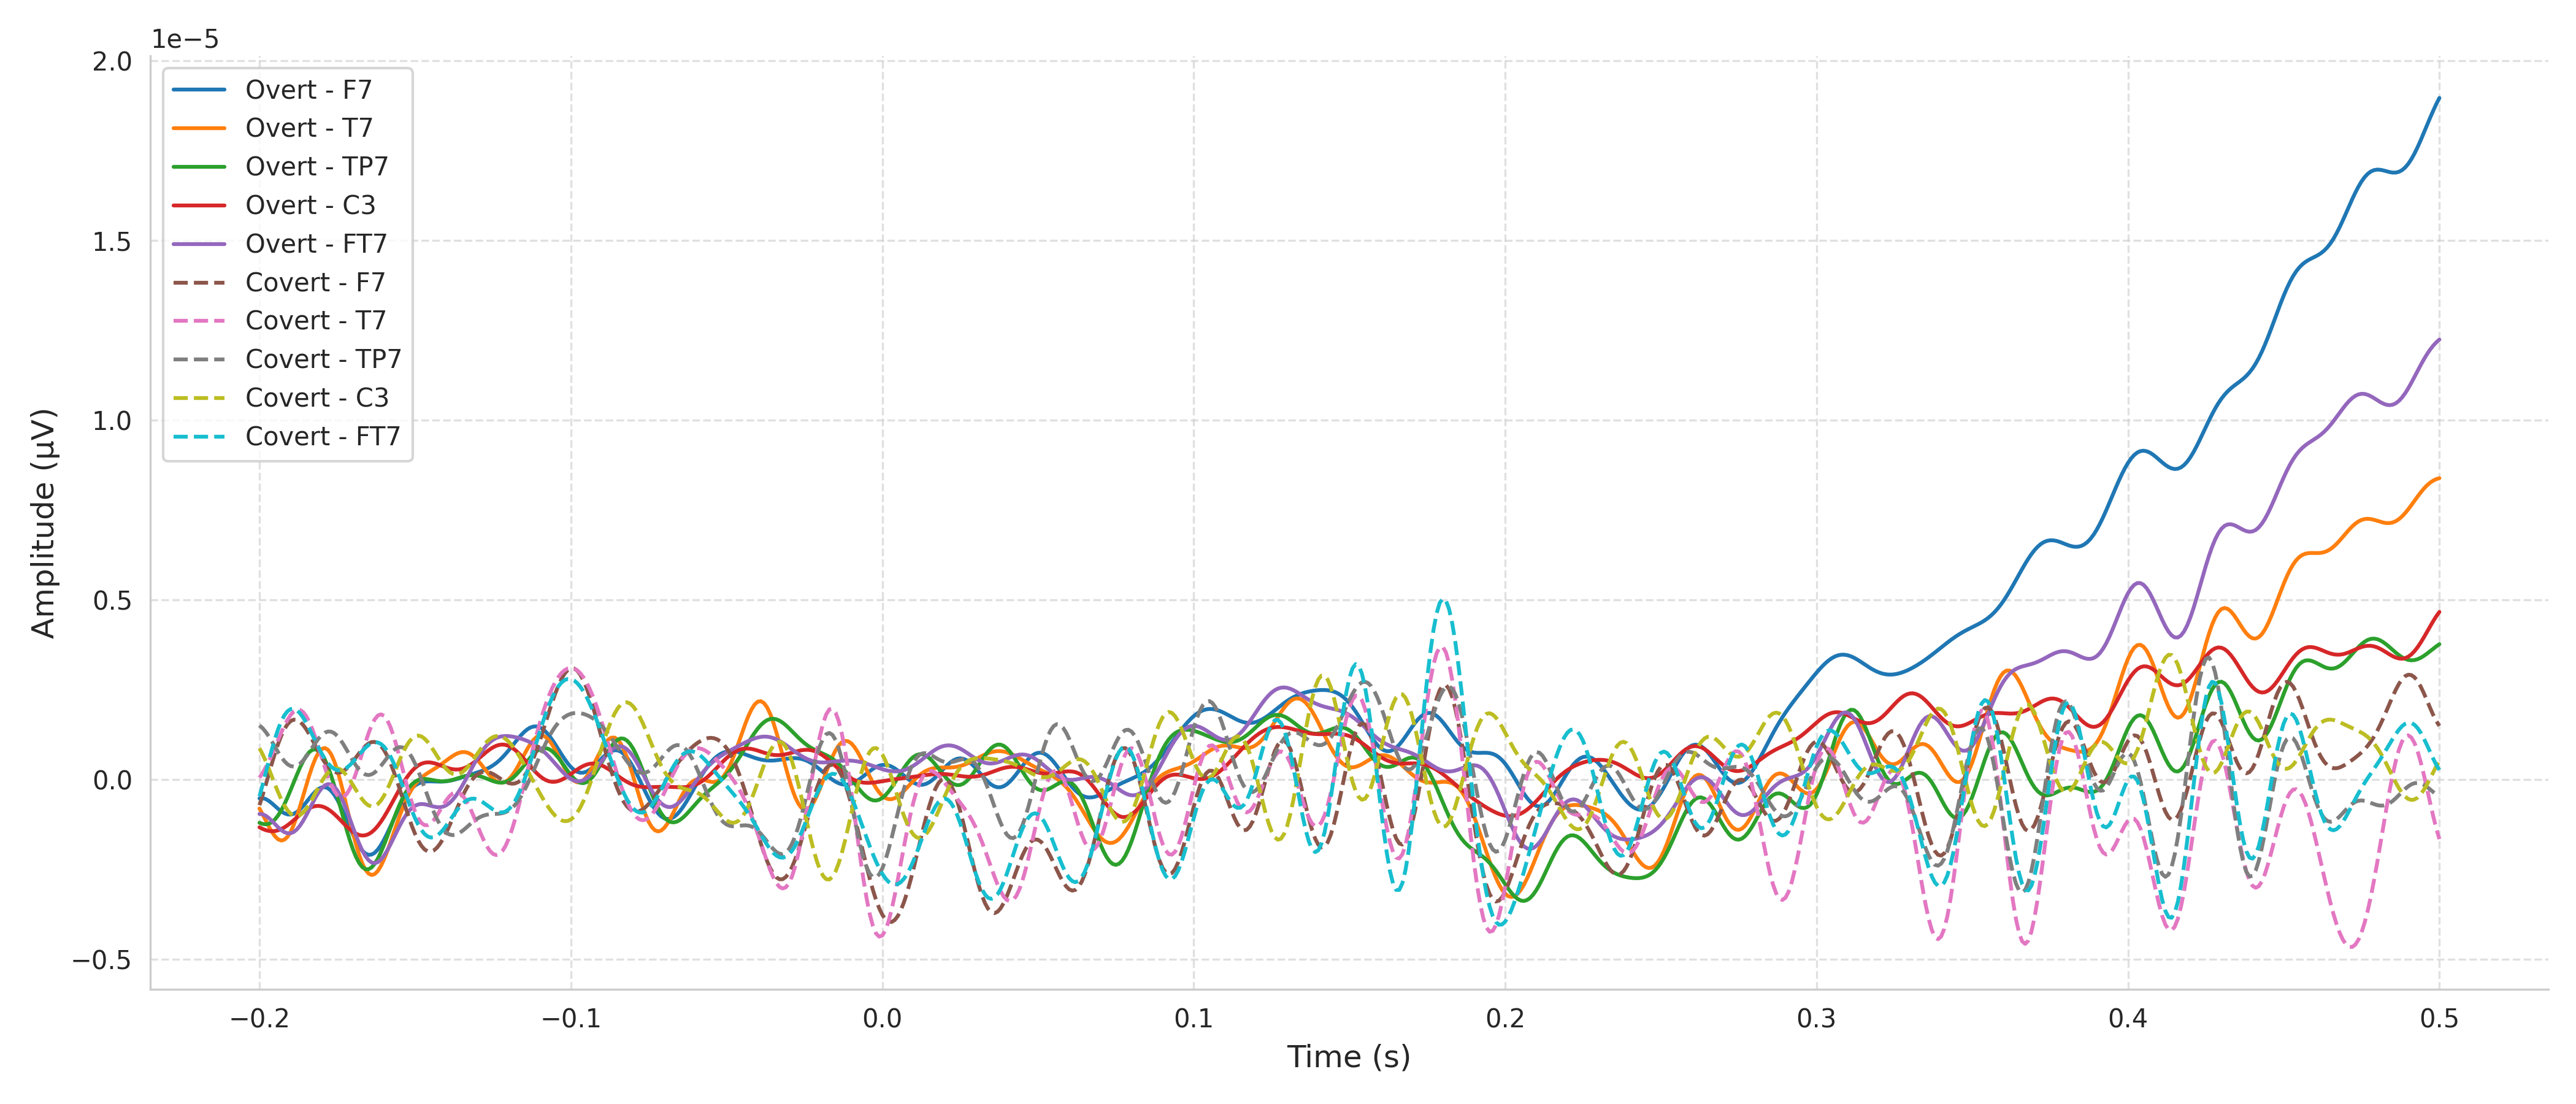 1e−5
2.0
1.5
1.0
0.5
0.0
−0.5
Amplitude (µV)
Overt - F7
Overt - T7
Overt - TP7
Overt - C3
Overt - FT7
Covert - F7
Covert - T7
Covert - TP7
Covert - C3
Covert - FT7
−0.2 −0.1 0.0 0.1 0.2 0.3 0.4 0.5
Time (s)